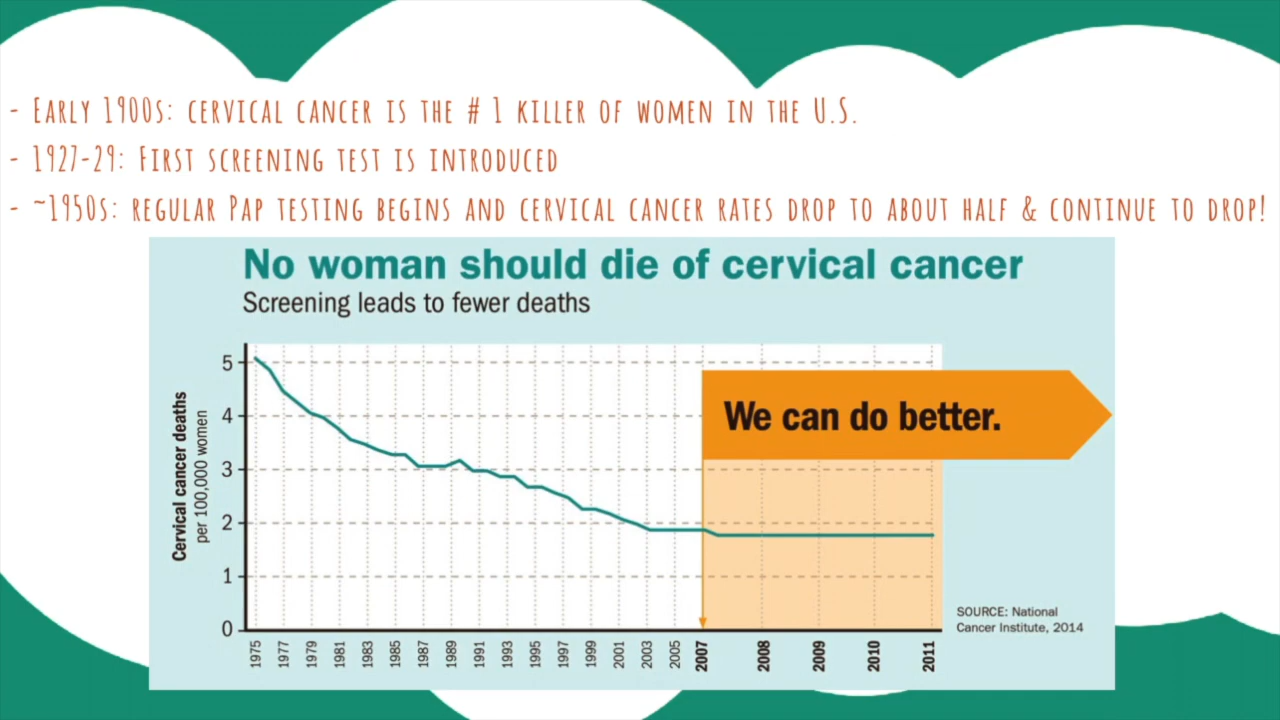 - Early 1900s: cervical cancer is the # 1 killer of women in the U.S.
- 1927-29: First screening test is introduced
- ~1950s: regular Pap testing begins and cervical cancer rates drop to about half & continue to drop!
No woman should die of cervical cancer
Screening leads to fewer deaths
Cervical cancer deaths
per 100,000 women
5
4
3
2
1
0
We can do better.
SOURCE: National
Cancer Institute, 2014
1975 1977 1979 1981 1983 1985 1987 1989 1991 1993 1995 1997 1999 2001 2003 2005 2007 2008 2009 2010 2011